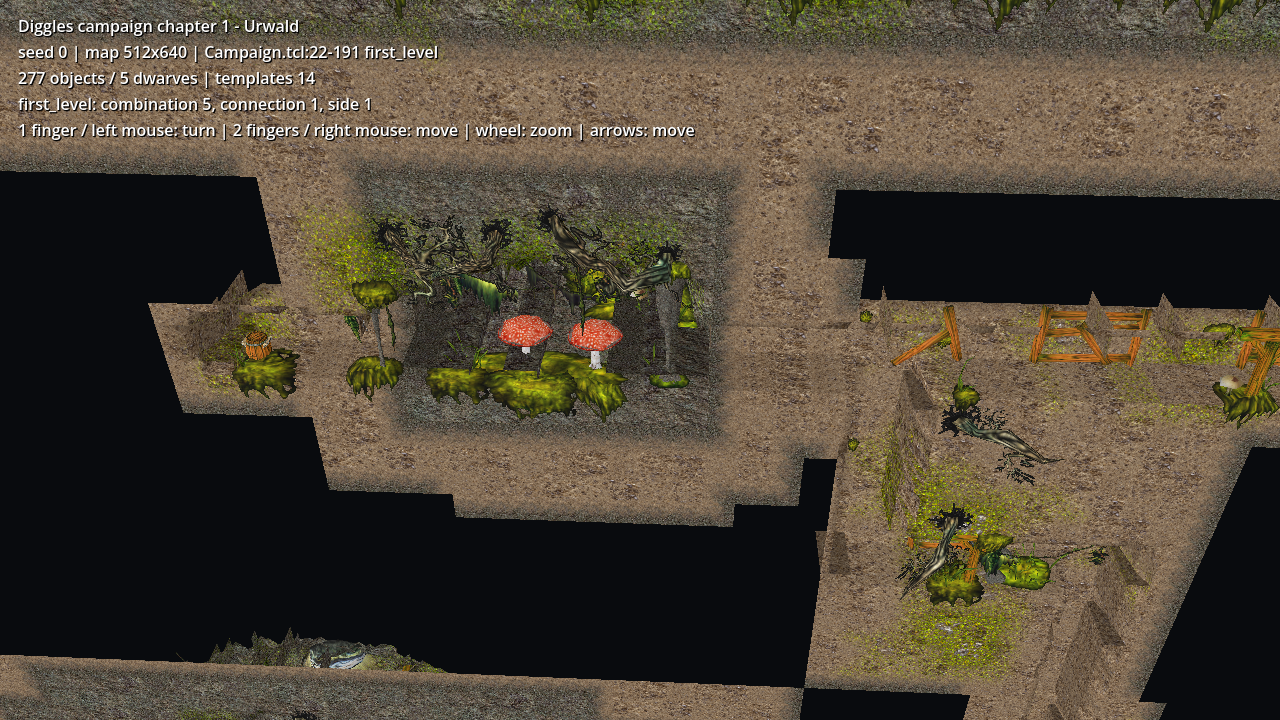 Diggles campaign chapter 1 - Urwald
seed 0 | map 512x640 | Campaign.tcl:22-191 first_level
277 objects / 5 dwarves | templates 14
first_level: combination 5, connection 1, side 1
1 finger / left mouse: turn | 2 fingers / right mouse: move | wheel: zoom | arrows: move